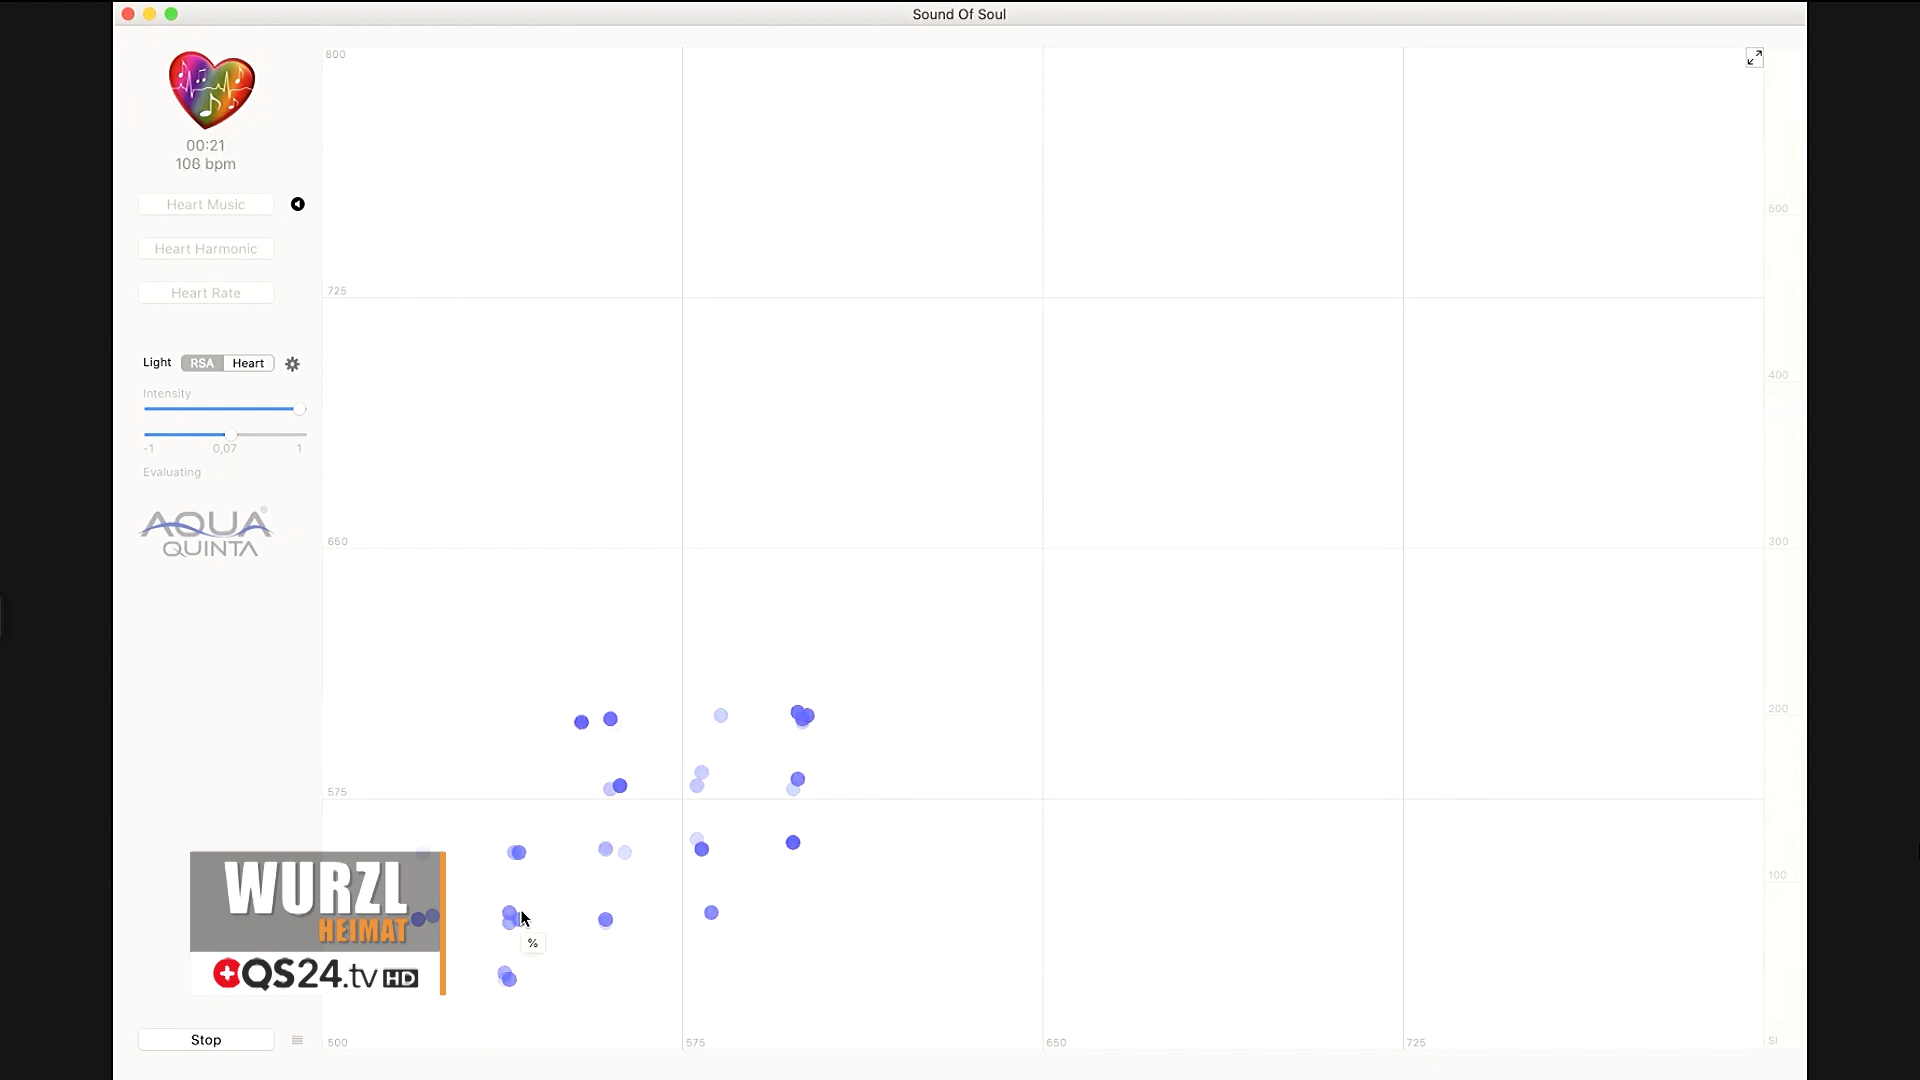 Sound Of Soul
800
00:21
108 bpm
Heart Music
500
Heart Harmonic
725
Heart Rate
Light RSA Heart
400
Intensity
-1 0,07 1
Evaluating
AQUA®
QUINTA
650
300
200
575
WURZL
HEIMAT
100
%
QS24.tv HD
Stop
500 575 650 725 SI